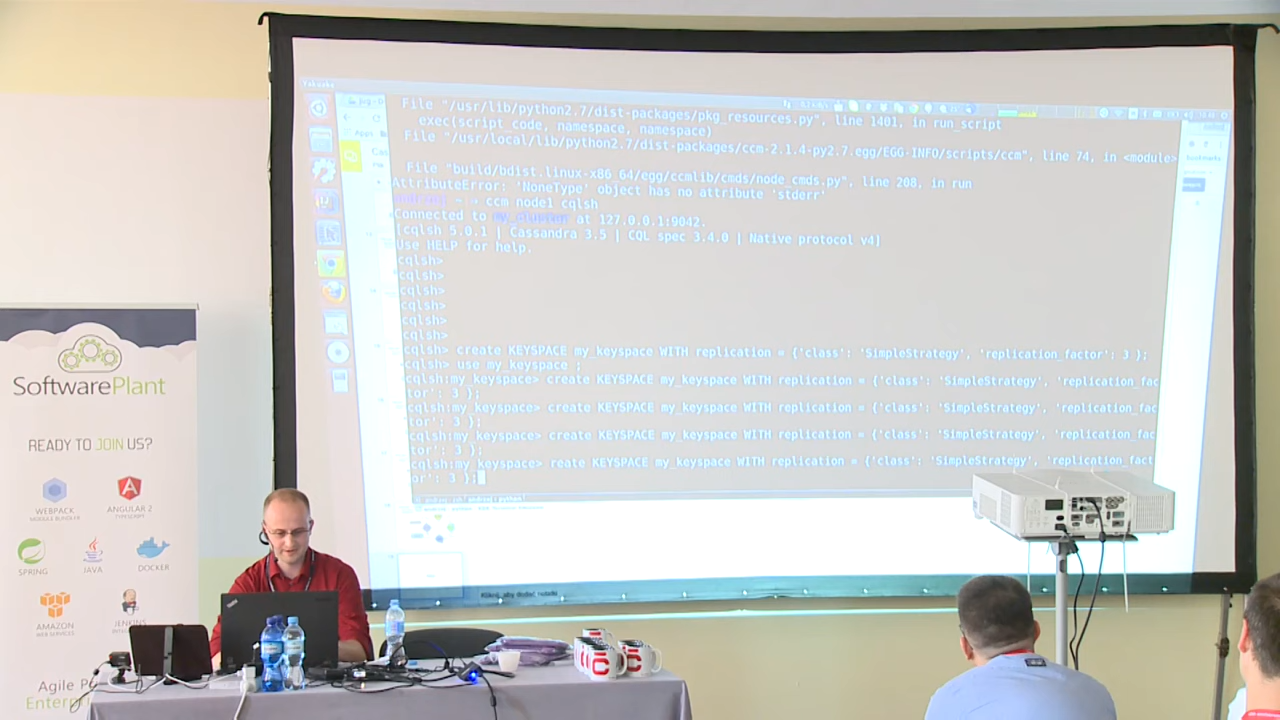 File "/usr/lib/python2.7/dist-packages/pkg_resources.py", line 1401, in run_script
exec(script_code, namespace, namespace)
File "/usr/local/lib/python2.7/dist-packages/ccm-2.1.4-py2.7.egg/EGG-INFO/scripts/ccm", line 74, in <module>
File "build/bdist.linux-x86_64/egg/ccmlib/cmds/node_cmds.py", line 208, in run
AttributeError: 'NoneType' object has no attribute 'stderr'
~ → ccm node1 cqlsh
Connected to my_cluster at 127.0.0.1:9042.
[cqlsh 5.0.1 | Cassandra 3.5 | CQL spec 3.4.0 | Native protocol v4]
Use HELP for help.
cqlsh>
cqlsh>
cqlsh>
cqlsh>
cqlsh>
cqlsh>
cqlsh> create KEYSPACE my_keyspace WITH replication = {'class': 'SimpleStrategy', 'replication_factor': 3 };
cqlsh> use my_keyspace ;
cqlsh:my_keyspace> create KEYSPACE my_keyspace WITH replication = {'class': 'SimpleStrategy', 'replication_fac
tor': 3 };
cqlsh:my_keyspace> create KEYSPACE my_keyspace WITH replication = {'class': 'SimpleStrategy', 'replication_fac
tor': 3 };
cqlsh:my_keyspace> create KEYSPACE my_keyspace WITH replication = {'class': 'SimpleStrategy', 'replication_fac
tor': 3 };
cqlsh:my_keyspace> reate KEYSPACE my_keyspace WITH replication = {'class': 'SimpleStrategy', 'replication_fact
or': 3 };
Kliknij, aby dodać notatki
SoftwarePlant
READY TO JOIN US?
WEBPACK
MODULE BUNDLER
ANGULAR 2
TYPESCRIPT
SPRING
JAVA
DOCKER
AMAZON
WEB SERVICES
JENKINS
Agile
Enter